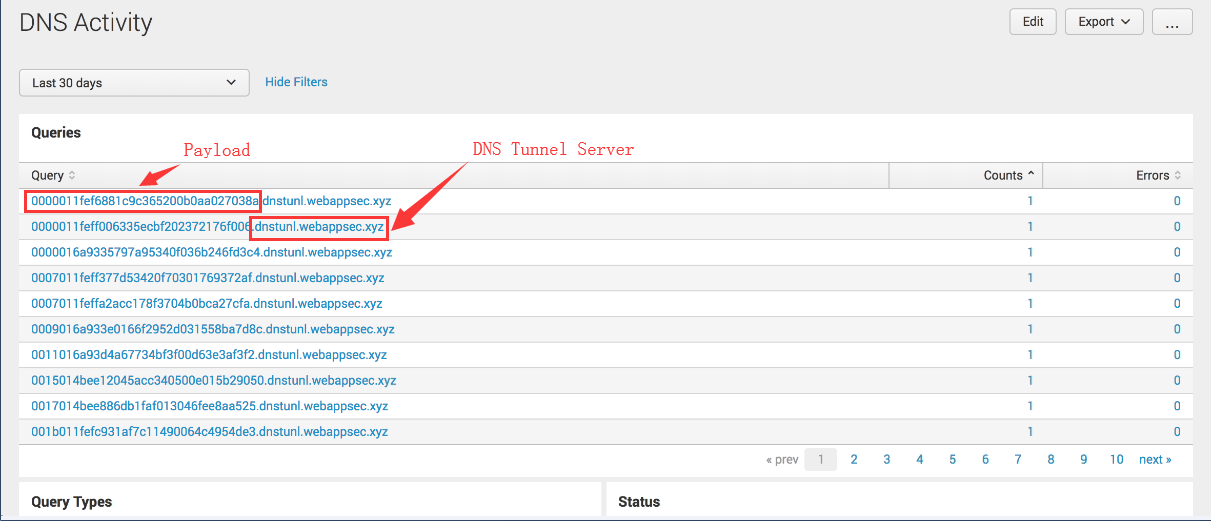 DNS Activity
Edit
Export
...
Last 30 days
Hide Filters
Queries
Payload
DNS Tunnel Server
Query Counts Errors
0000011fef6881c9c365200b0aa027038a.dnstunl.webappsec.xyz 1 0
0000011feff006335ecbf202372176f006.dnstunl.webappsec.xyz 1 0
0000016a9335797a95340f036b246fd3c4.dnstunl.webappsec.xyz 1 0
0007011feff377d53420f70301769372af.dnstunl.webappsec.xyz 1 0
0007011feffa2acc178f3704b0bca27cfa.dnstunl.webappsec.xyz 1 0
0009016a933e0166f2952d031558ba7d8c.dnstunl.webappsec.xyz 1 0
0011016a93d4a67734bf3f00d63e3af3f2.dnstunl.webappsec.xyz 1 0
0015014bee12045acc340500e015b29050.dnstunl.webappsec.xyz 1 0
0017014bee886db1faf013046fee8aa525.dnstunl.webappsec.xyz 1 0
001b011fefc931af7c11490064c4954de3.dnstunl.webappsec.xyz 1 0
« prev 1 2 3 4 5 6 7 8 9 10 next »
Query Types
Status